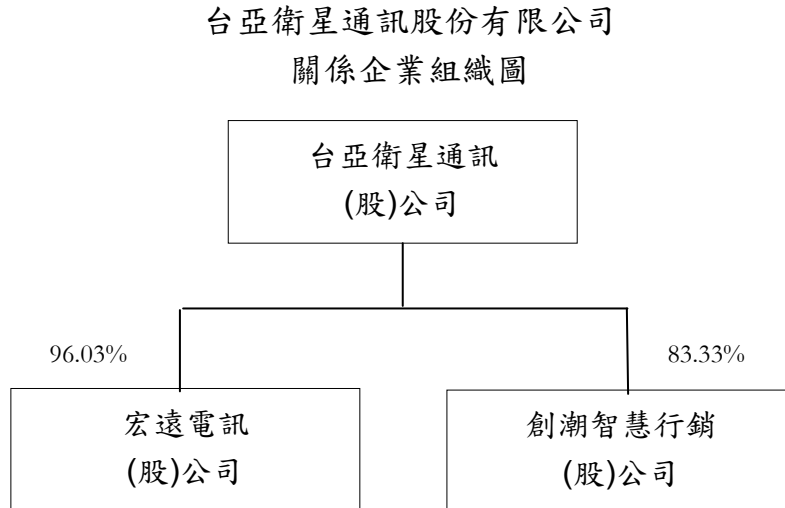 台亞衛星通訊股份有限公司
關係企業組織圖
台亞衛星通訊
(股)公司
96.03%
83.33%
宏遠電訊
(股)公司
創潮智慧行銷
(股)公司